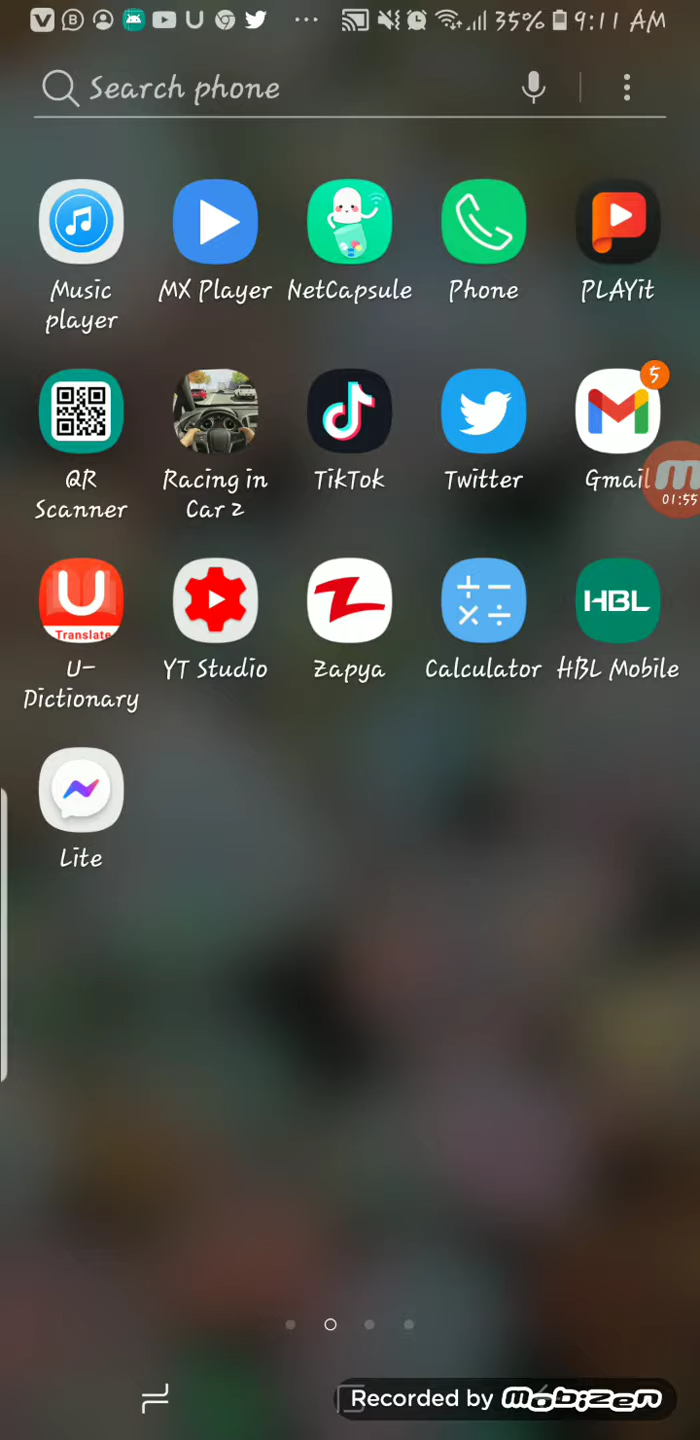 35% 9:11 AM
Search phone
Music player
MX Player
NetCapsule
Phone
PLAYit
QR Scanner
Racing in Car 2
TikTok
Twitter
Gmail
5
01:55
U
Translate
U-Dictionary
YT Studio
Zapya
Calculator
HBL
HBL Mobile
Lite
Recorded by mobizen